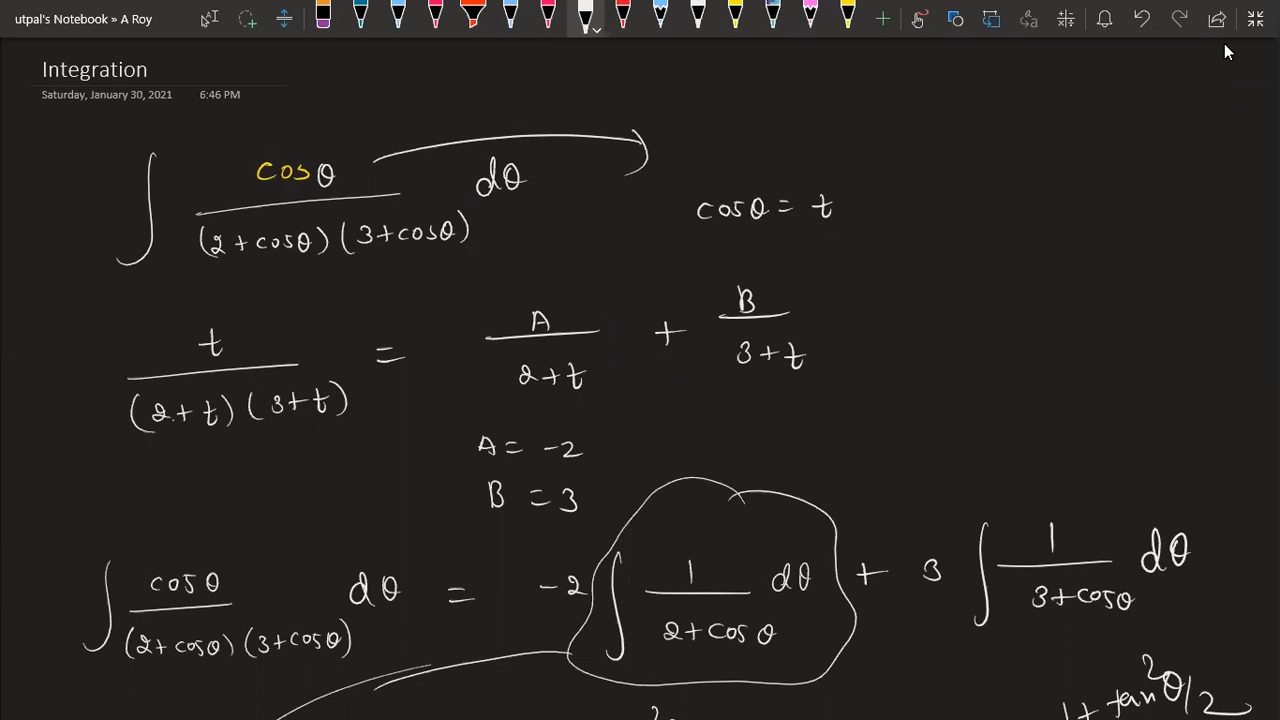 utpal's Notebook » A Roy
Integration
Saturday, January 30, 2021 6:46 PM
∫ cosθ / (2+cosθ)(3+cosθ) dθ
cosθ = t
t / (2+t)(3+t) = A / 2+t + B / 3+t
A = -2
B = 3
∫ cosθ / (2+cosθ)(3+cosθ) dθ = -2 ∫ 1 / 2+cosθ dθ + 3 ∫ 1 / 3+cosθ dθ
1+tan²θ/2